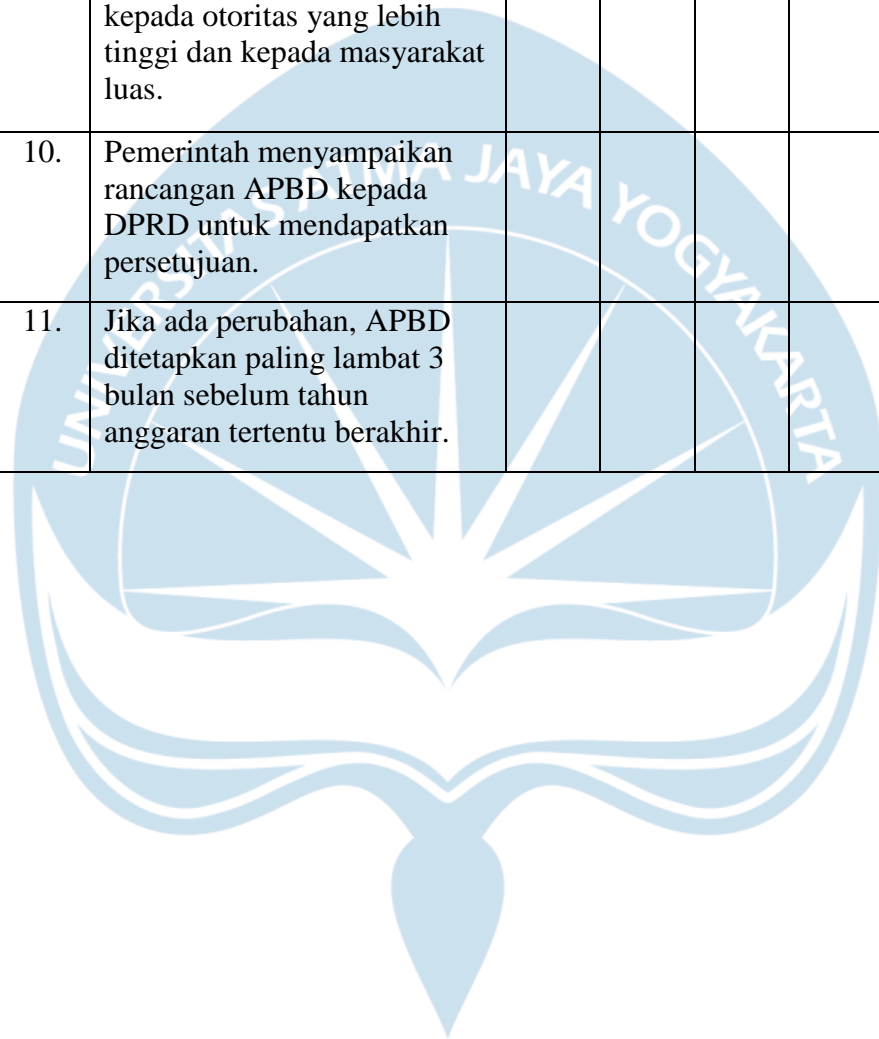 kepada otoritas yang lebih
tinggi dan kepada masyarakat
luas.
10. Pemerintah menyampaikan
rancangan APBD kepada
DPRD untuk mendapatkan
persetujuan.
11. Jika ada perubahan, APBD
ditetapkan paling lambat 3
bulan sebelum tahun
anggaran tertentu berakhir.
UNIVERSITAS ATMA JAYA YOGYAKARTA